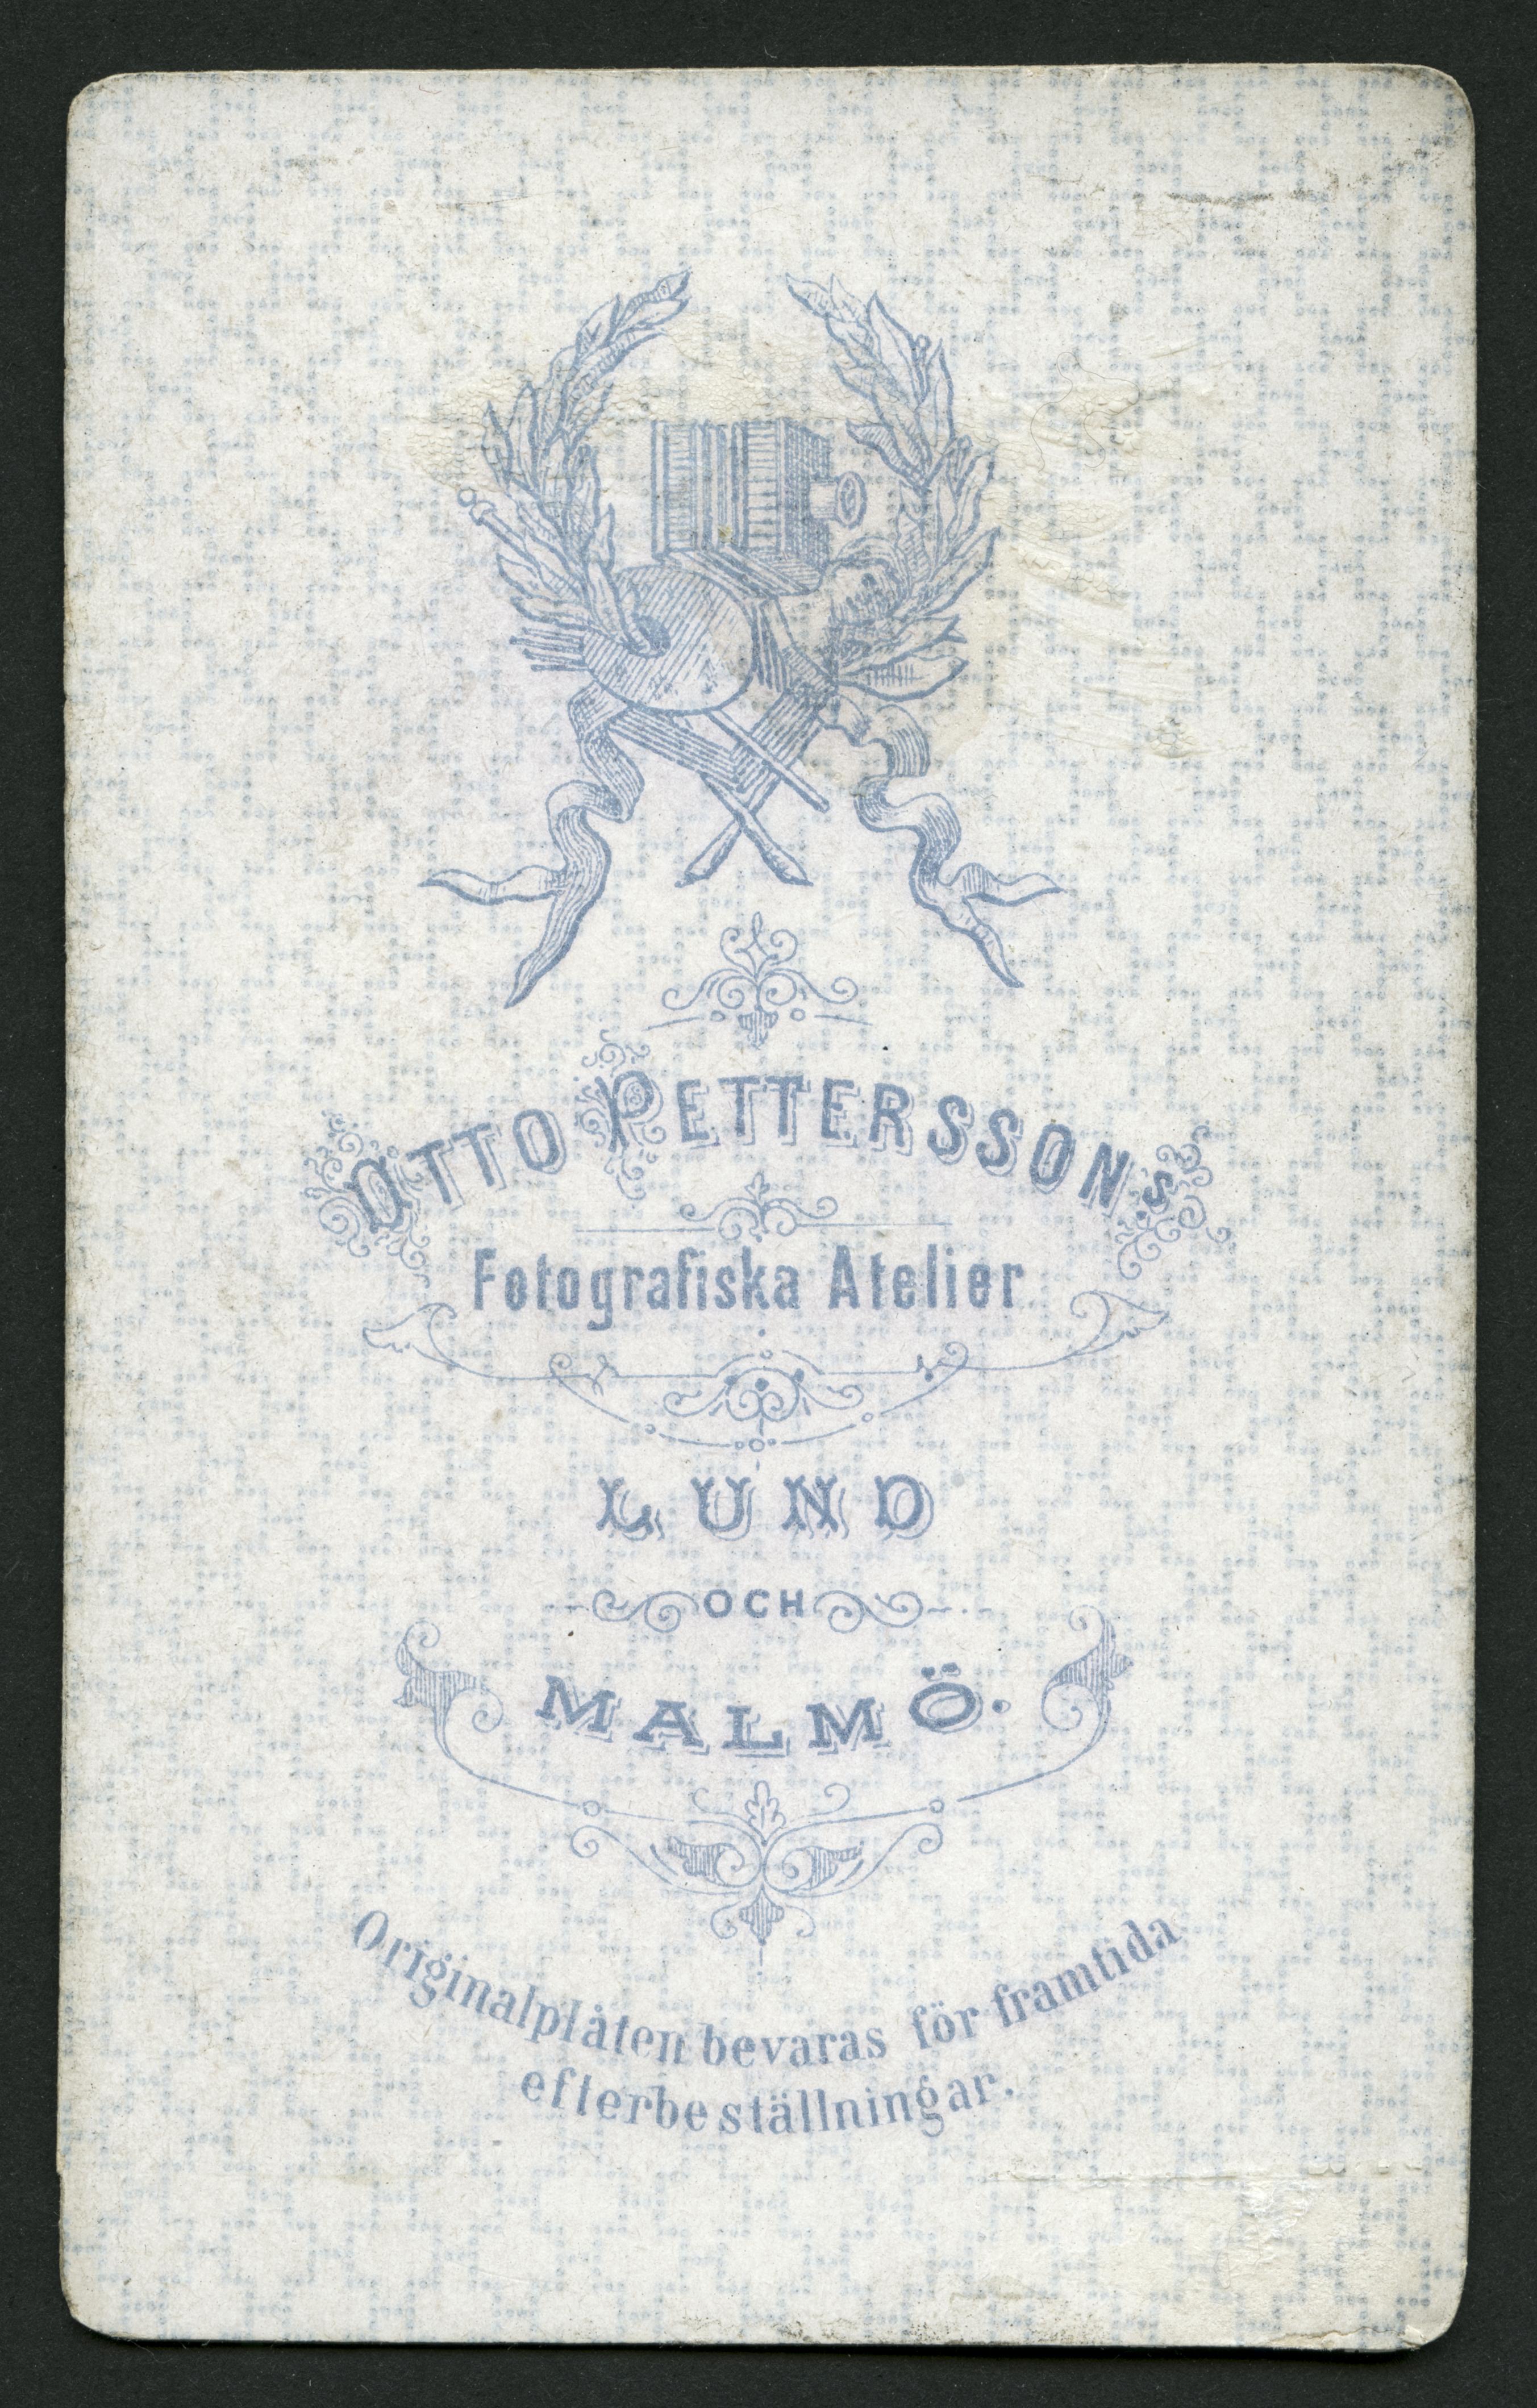 OTTO PETTERSSONS
Fotografiska Atelier
LUND
OCH
MALMÖ.
Originalplåten bevaras för framtida
efterbeställningar.